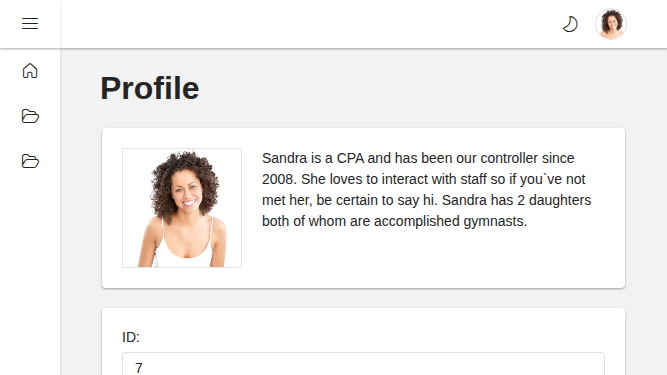 Profile
Sandra is a CPA and has been our controller since
2008. She loves to interact with staff so if you`ve not
met her, be certain to say hi. Sandra has 2 daughters
both of whom are accomplished gymnasts.
ID:
7